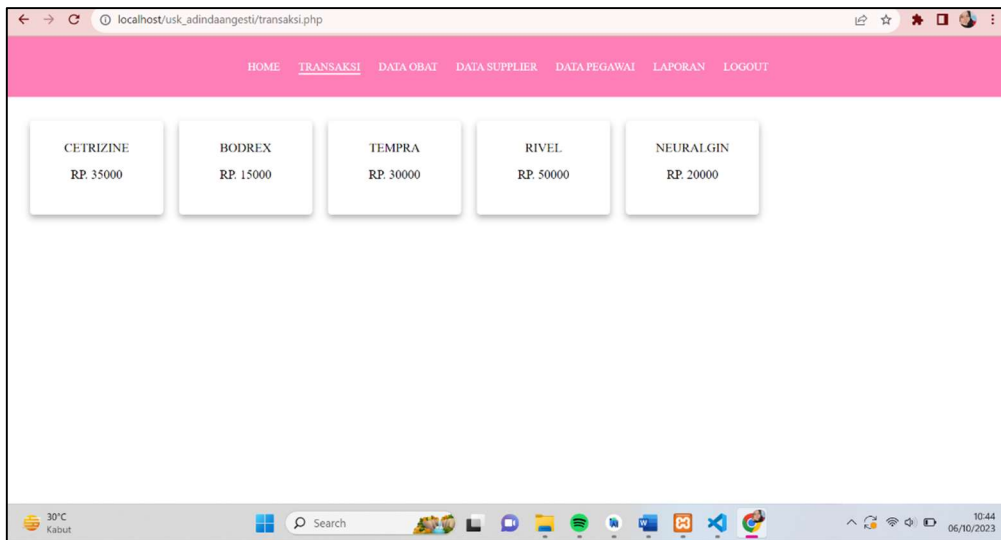 localhost/usk_adindaangesti/transaksi.php
HOME TRANSAKSI DATA OBAT DATA SUPPLIER DATA PEGAWAI LAPORAN LOGOUT
CETRIZINE BODREX TEMPRA RIVEL NEURALGIN
RP. 35000 RP. 15000 RP. 30000 RP. 50000 RP. 20000
30°C
Kabut
Search
10:44
06/10/2023